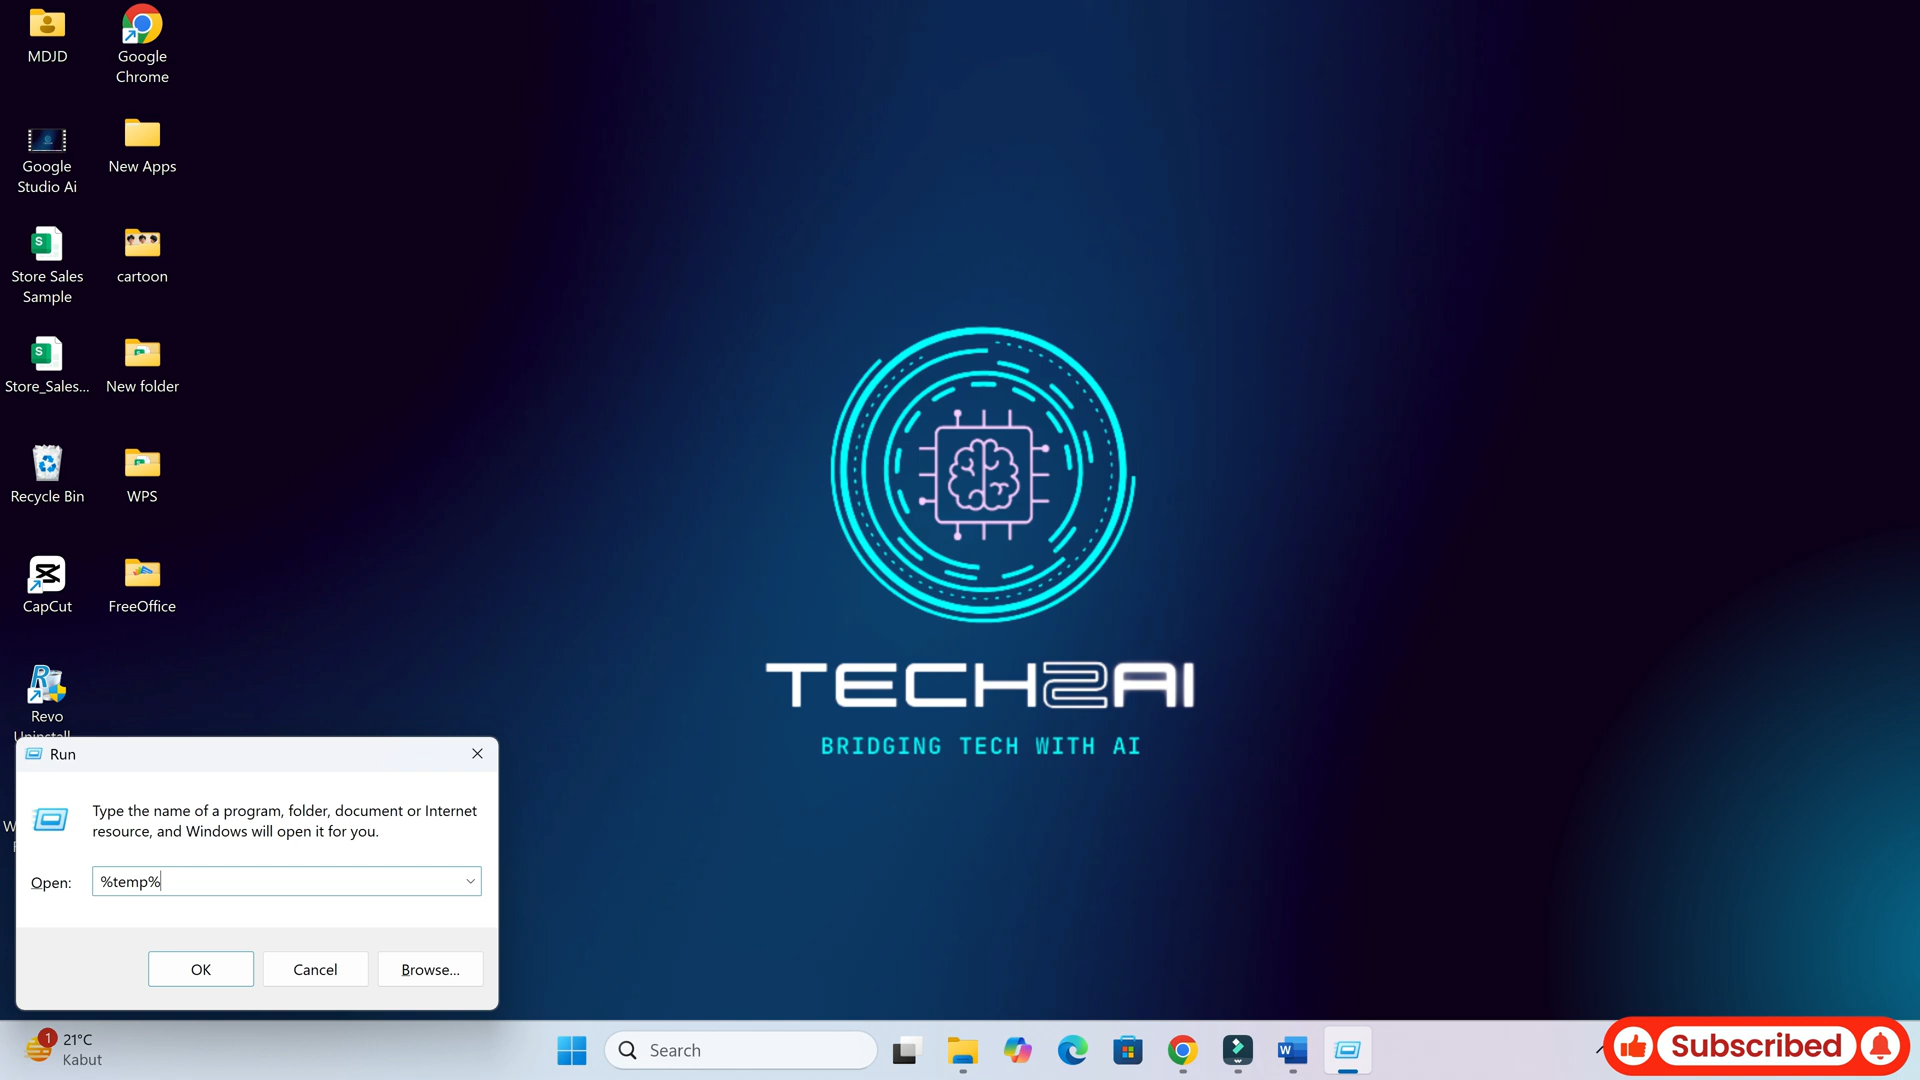 MDJD
Google
Chrome
Google
Studio Ai
New Apps
Store Sales
Sample
cartoon
Store_Sales...
New folder
Recycle Bin
WPS
CapCut
FreeOffice
Revo
Uninstall
TECH2AI
BRIDGING TECH WITH AI
Run
Type the name of a program, folder, document or Internet
resource, and Windows will open it for you.
Open:
%temp%
OK
Cancel
Browse...
1
21°C
Kabut
Search
Subscribed